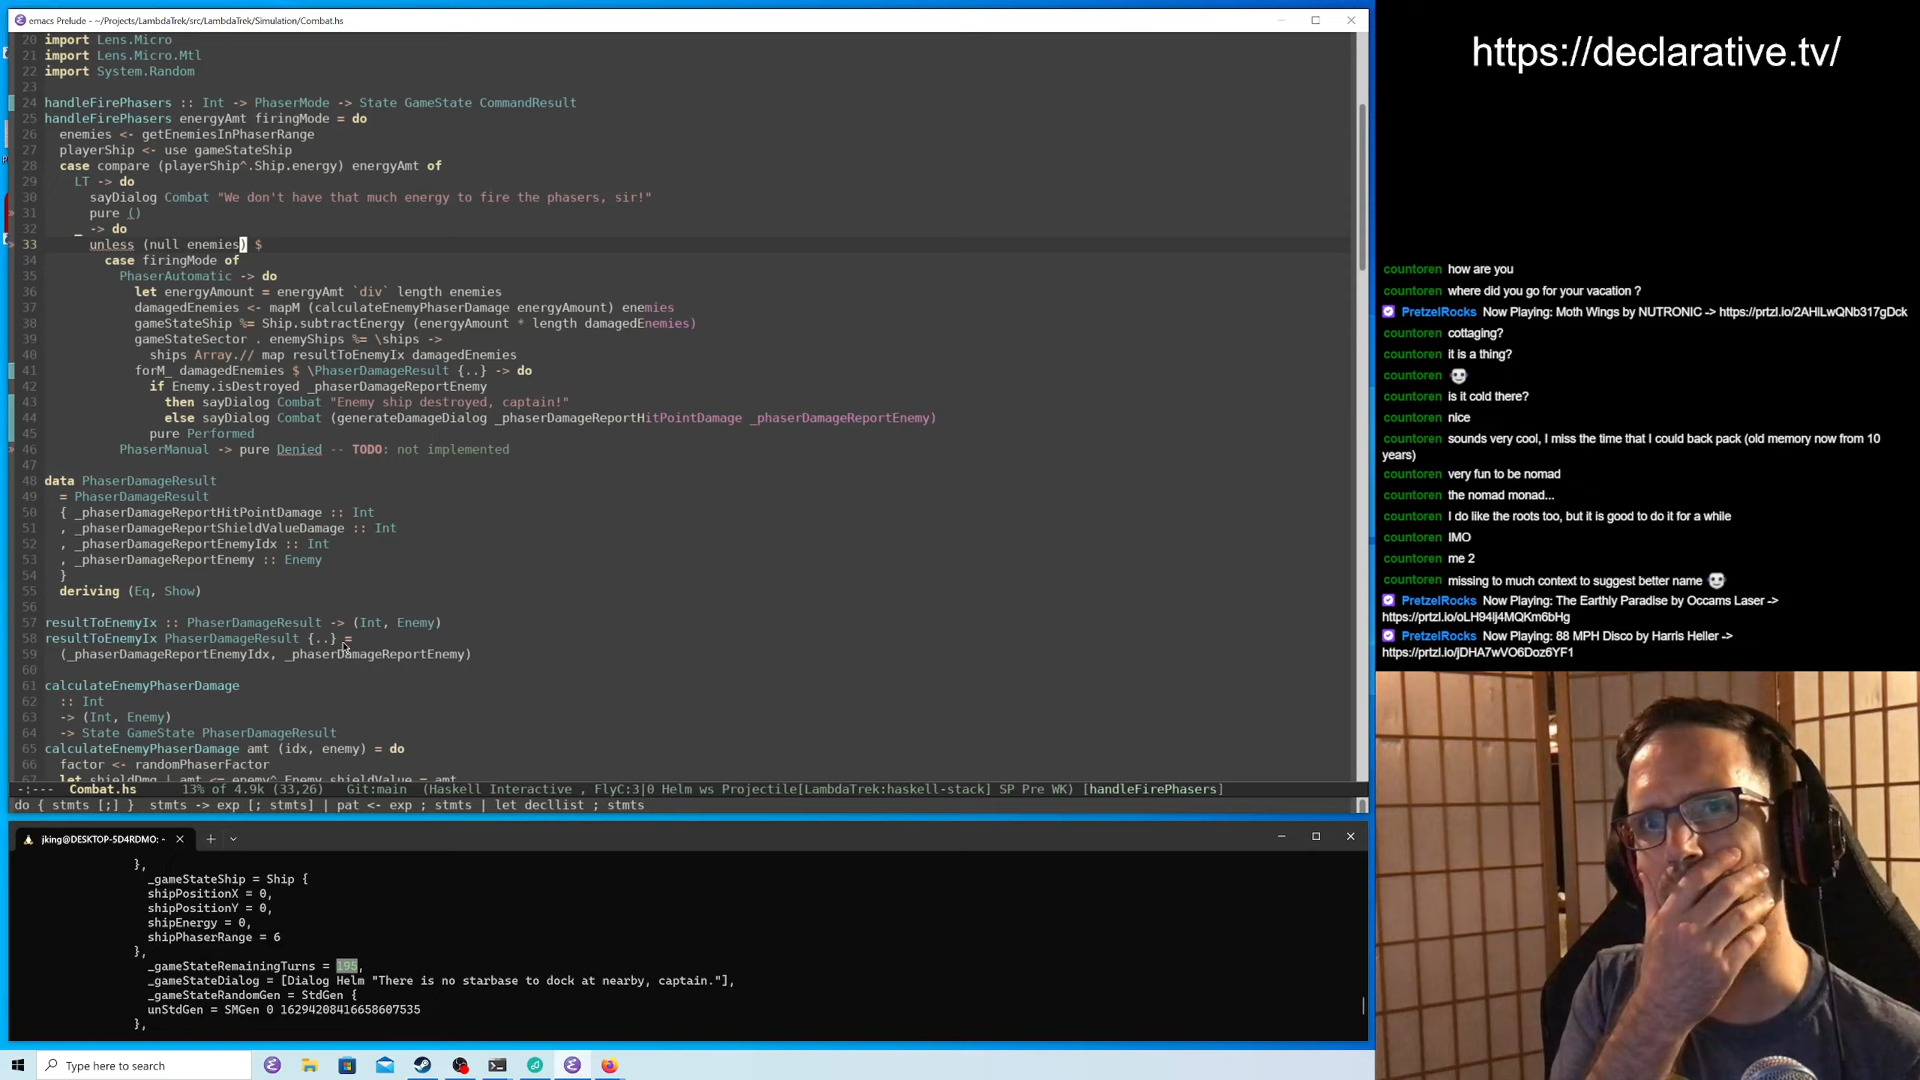 emacs Prelude - ~/Projects/LambdaTrek/src/LambdaTrek/Simulation/Combat.hs
20 import Lens.Micro
21 import Lens.Micro.Mtl
22 import System.Random
23
24 handleFirePhasers :: Int -> PhaserMode -> State GameState CommandResult
25 handleFirePhasers energyAmt firingMode = do
26 enemies <- getEnemiesInPhaserRange
27 playerShip <- use gameStateShip
28 case compare (playerShip^.Ship.energy) energyAmt of
29 LT -> do
30 sayDialog Combat "We don't have that much energy to fire the phasers, sir!"
31 pure ()
32 _ -> do
33 unless (null enemies) $
34 case firingMode of
35 PhaserAutomatic -> do
36 let energyAmount = energyAmt `div` length enemies
37 damagedEnemies <- mapM (calculateEnemyPhaserDamage energyAmount) enemies
38 gameStateShip %= Ship.subtractEnergy (energyAmount * length damagedEnemies)
39 gameStateSector . enemyShips %= \ships ->
40 ships Array.// map resultToEnemyIx damagedEnemies
41 forM_ damagedEnemies $ \PhaserDamageResult {..} -> do
42 if Enemy.isDestroyed _phaserDamageReportEnemy
43 then sayDialog Combat "Enemy ship destroyed, captain!"
44 else sayDialog Combat (generateDamageDialog _phaserDamageReportHitPointDamage _phaserDamageReportEnemy)
45 pure Performed
46 PhaserManual -> pure Denied -- TODO: not implemented
47
48 data PhaserDamageResult
49 = PhaserDamageResult
50 { _phaserDamageReportHitPointDamage :: Int
51 , _phaserDamageReportShieldValueDamage :: Int
52 , _phaserDamageReportEnemyIdx :: Int
53 , _phaserDamageReportEnemy :: Enemy
54 }
55 deriving (Eq, Show)
56
57 resultToEnemyIx :: PhaserDamageResult -> (Int, Enemy)
58 resultToEnemyIx PhaserDamageResult {..} =
59 (_phaserDamageReportEnemyIdx, _phaserDamageReportEnemy)
60
61 calculateEnemyPhaserDamage
62 :: Int
63 -> (Int, Enemy)
64 -> State GameState PhaserDamageResult
65 calculateEnemyPhaserDamage amt (idx, enemy) = do
66 factor <- randomPhaserFactor
67 let shieldDmg | amt <= enemy^.Enemy.shieldValue = amt
-:--- Combat.hs 13% of 4.9k (33,26) Git:main (Haskell Interactive , FlyC:3|0 Helm ws Projectile[LambdaTrek:haskell-stack] SP Pre WK) [handleFirePhasers]
do { stmts [;] } stmts -> exp [; stmts] | pat <- exp ; stmts | let decllist ; stmts
jking@DESKTOP-5D4RDMO: ~
},
_gameStateShip = Ship {
shipPositionX = 0,
shipPositionY = 0,
shipEnergy = 0,
shipPhaserRange = 6
},
_gameStateRemainingTurns = 195,
_gameStateDialog = [Dialog Helm "There is no starbase to dock at nearby, captain."],
_gameStateRandomGen = StdGen {
unStdGen = SMGen 0 16294208416658607535
},
Type here to search
https://declarative.tv/
countoren how are you
countoren where did you go for your vacation ?
PretzelRocks Now Playing: Moth Wings by NUTRONIC -> https://prtzl.io/2AHlLwQNb317gDck
countoren cottaging?
countoren it is a thing?
countoren
countoren is it cold there?
countoren nice
countoren sounds very cool, I miss the time that I could back pack (old memory now from 10
years)
countoren very fun to be nomad
countoren the nomad monad...
countoren I do like the roots too, but it is good to do it for a while
countoren IMO
countoren me 2
countoren missing to much context to suggest better name
PretzelRocks Now Playing: The Earthly Paradise by Occams Laser ->
https://prtzl.io/oLH94lj4MQKm6bHg
PretzelRocks Now Playing: 88 MPH Disco by Harris Heller ->
https://prtzl.io/jDHA7wVO6Doz6YF1